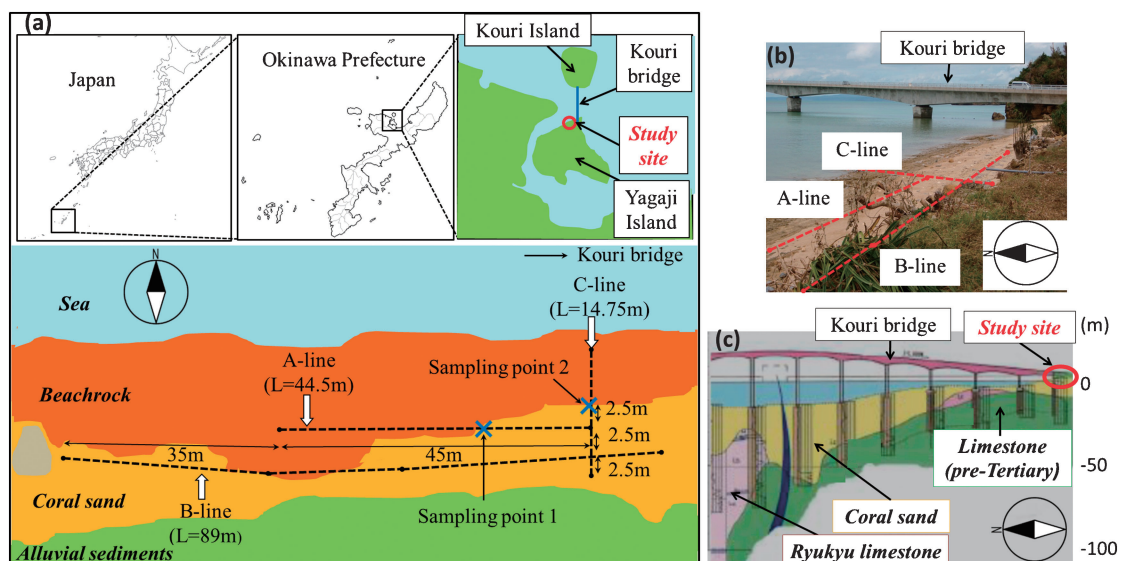 (a)
Japan
Okinawa Prefecture
Kouri Island
Kouri
bridge
Study
site
Yagaji
Island
N
Kouri bridge
Sea
C-line
(L=14.75m)
A-line
(L=44.5m)
Sampling point 2
Beachrock
2.5m
2.5m
35m
45m
2.5m
Coral sand
B-line
(L=89m)
Sampling point 1
Alluvial sediments
(b)
Kouri bridge
C-line
A-line
B-line
N
(c)
Kouri bridge
Study site
(m)
0
Limestone
(pre-Tertiary)
-50
Coral sand
N
Ryukyu limestone
-100